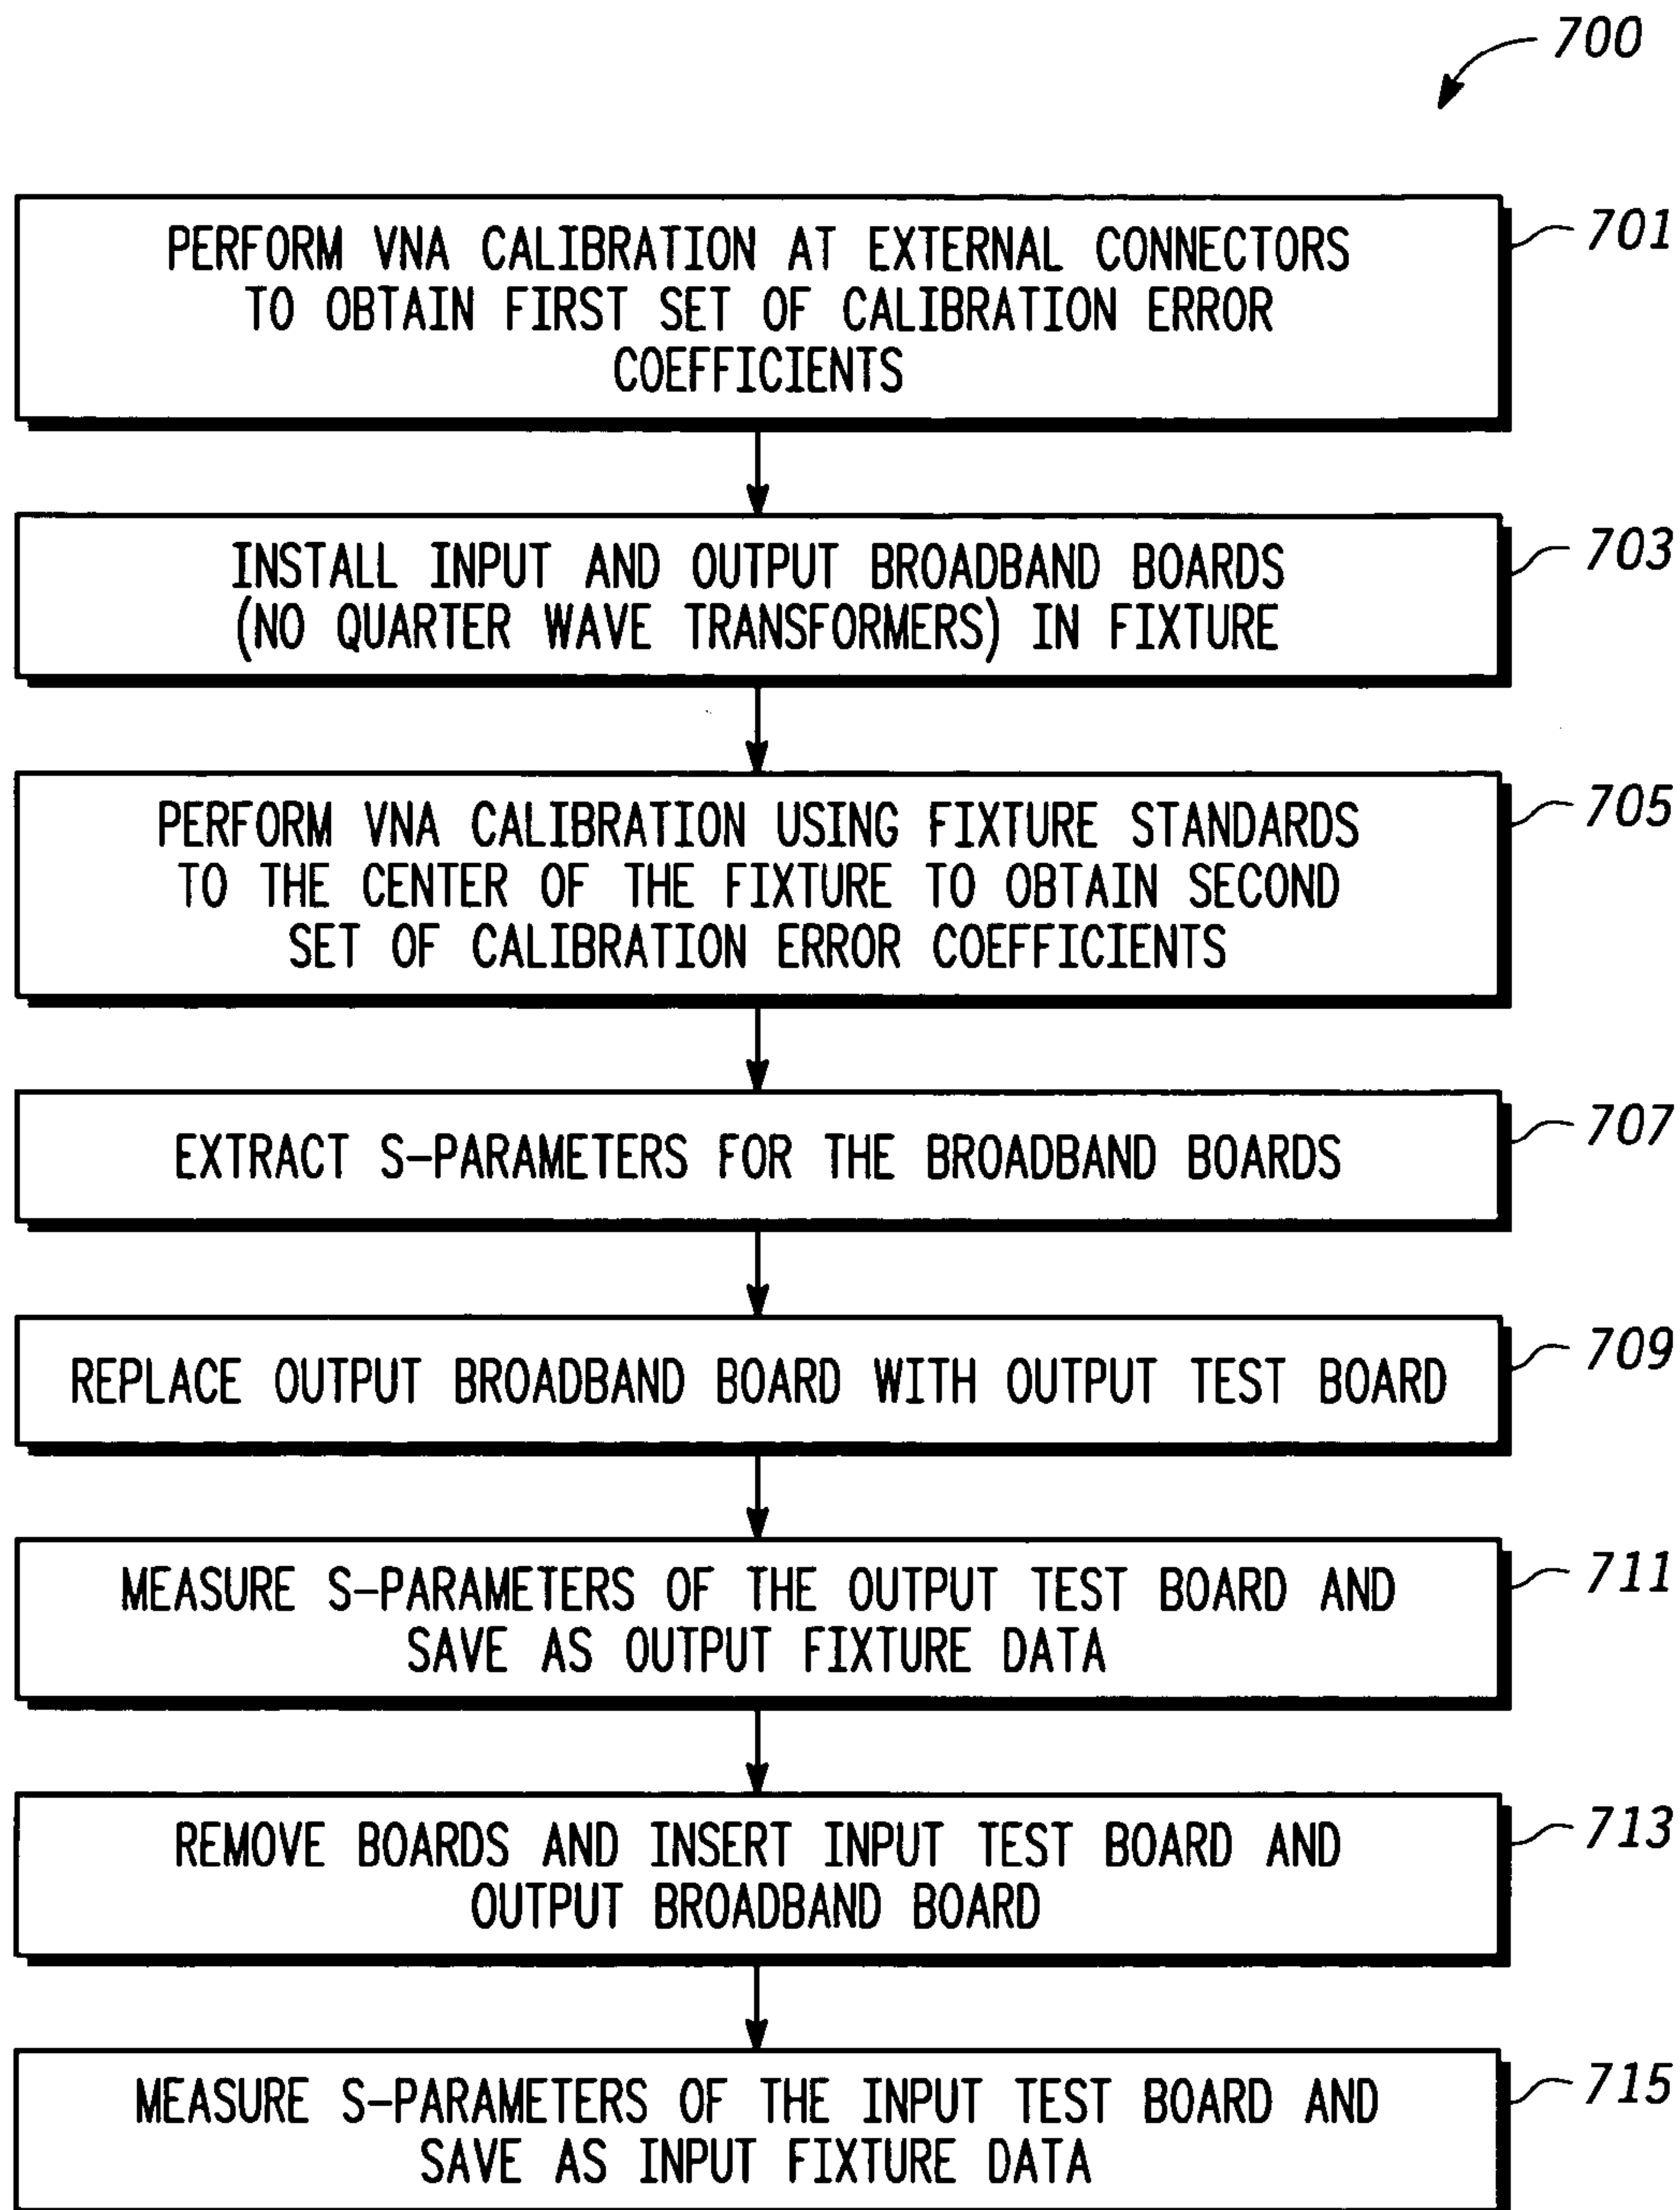 700
PERFORM VNA CALIBRATION AT EXTERNAL CONNECTORS
TO OBTAIN FIRST SET OF CALIBRATION ERROR
COEFFICIENTS
701
INSTALL INPUT AND OUTPUT BROADBAND BOARDS
(NO QUARTER WAVE TRANSFORMERS) IN FIXTURE
703
PERFORM VNA CALIBRATION USING FIXTURE STANDARDS
TO THE CENTER OF THE FIXTURE TO OBTAIN SECOND
SET OF CALIBRATION ERROR COEFFICIENTS
705
EXTRACT S-PARAMETERS FOR THE BROADBAND BOARDS
707
REPLACE OUTPUT BROADBAND BOARD WITH OUTPUT TEST BOARD
709
MEASURE S-PARAMETERS OF THE OUTPUT TEST BOARD AND
SAVE AS OUTPUT FIXTURE DATA
711
REMOVE BOARDS AND INSERT INPUT TEST BOARD AND
OUTPUT BROADBAND BOARD
713
MEASURE S-PARAMETERS OF THE INPUT TEST BOARD AND
SAVE AS INPUT FIXTURE DATA
715